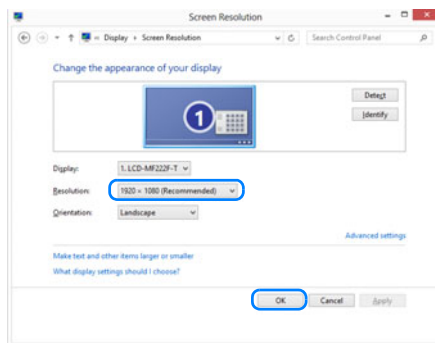 Screen Resolution
Display Screen Resolution
Search Control Panel
Change the appearance of your display
1
Detect
Identify
Display: 1. LCD-MF222F-T
Resolution: 1920 × 1080 (Recommended)
Orientation: Landscape
Advanced settings
Make text and other items larger or smaller
What display settings should I choose?
OK Cancel Apply